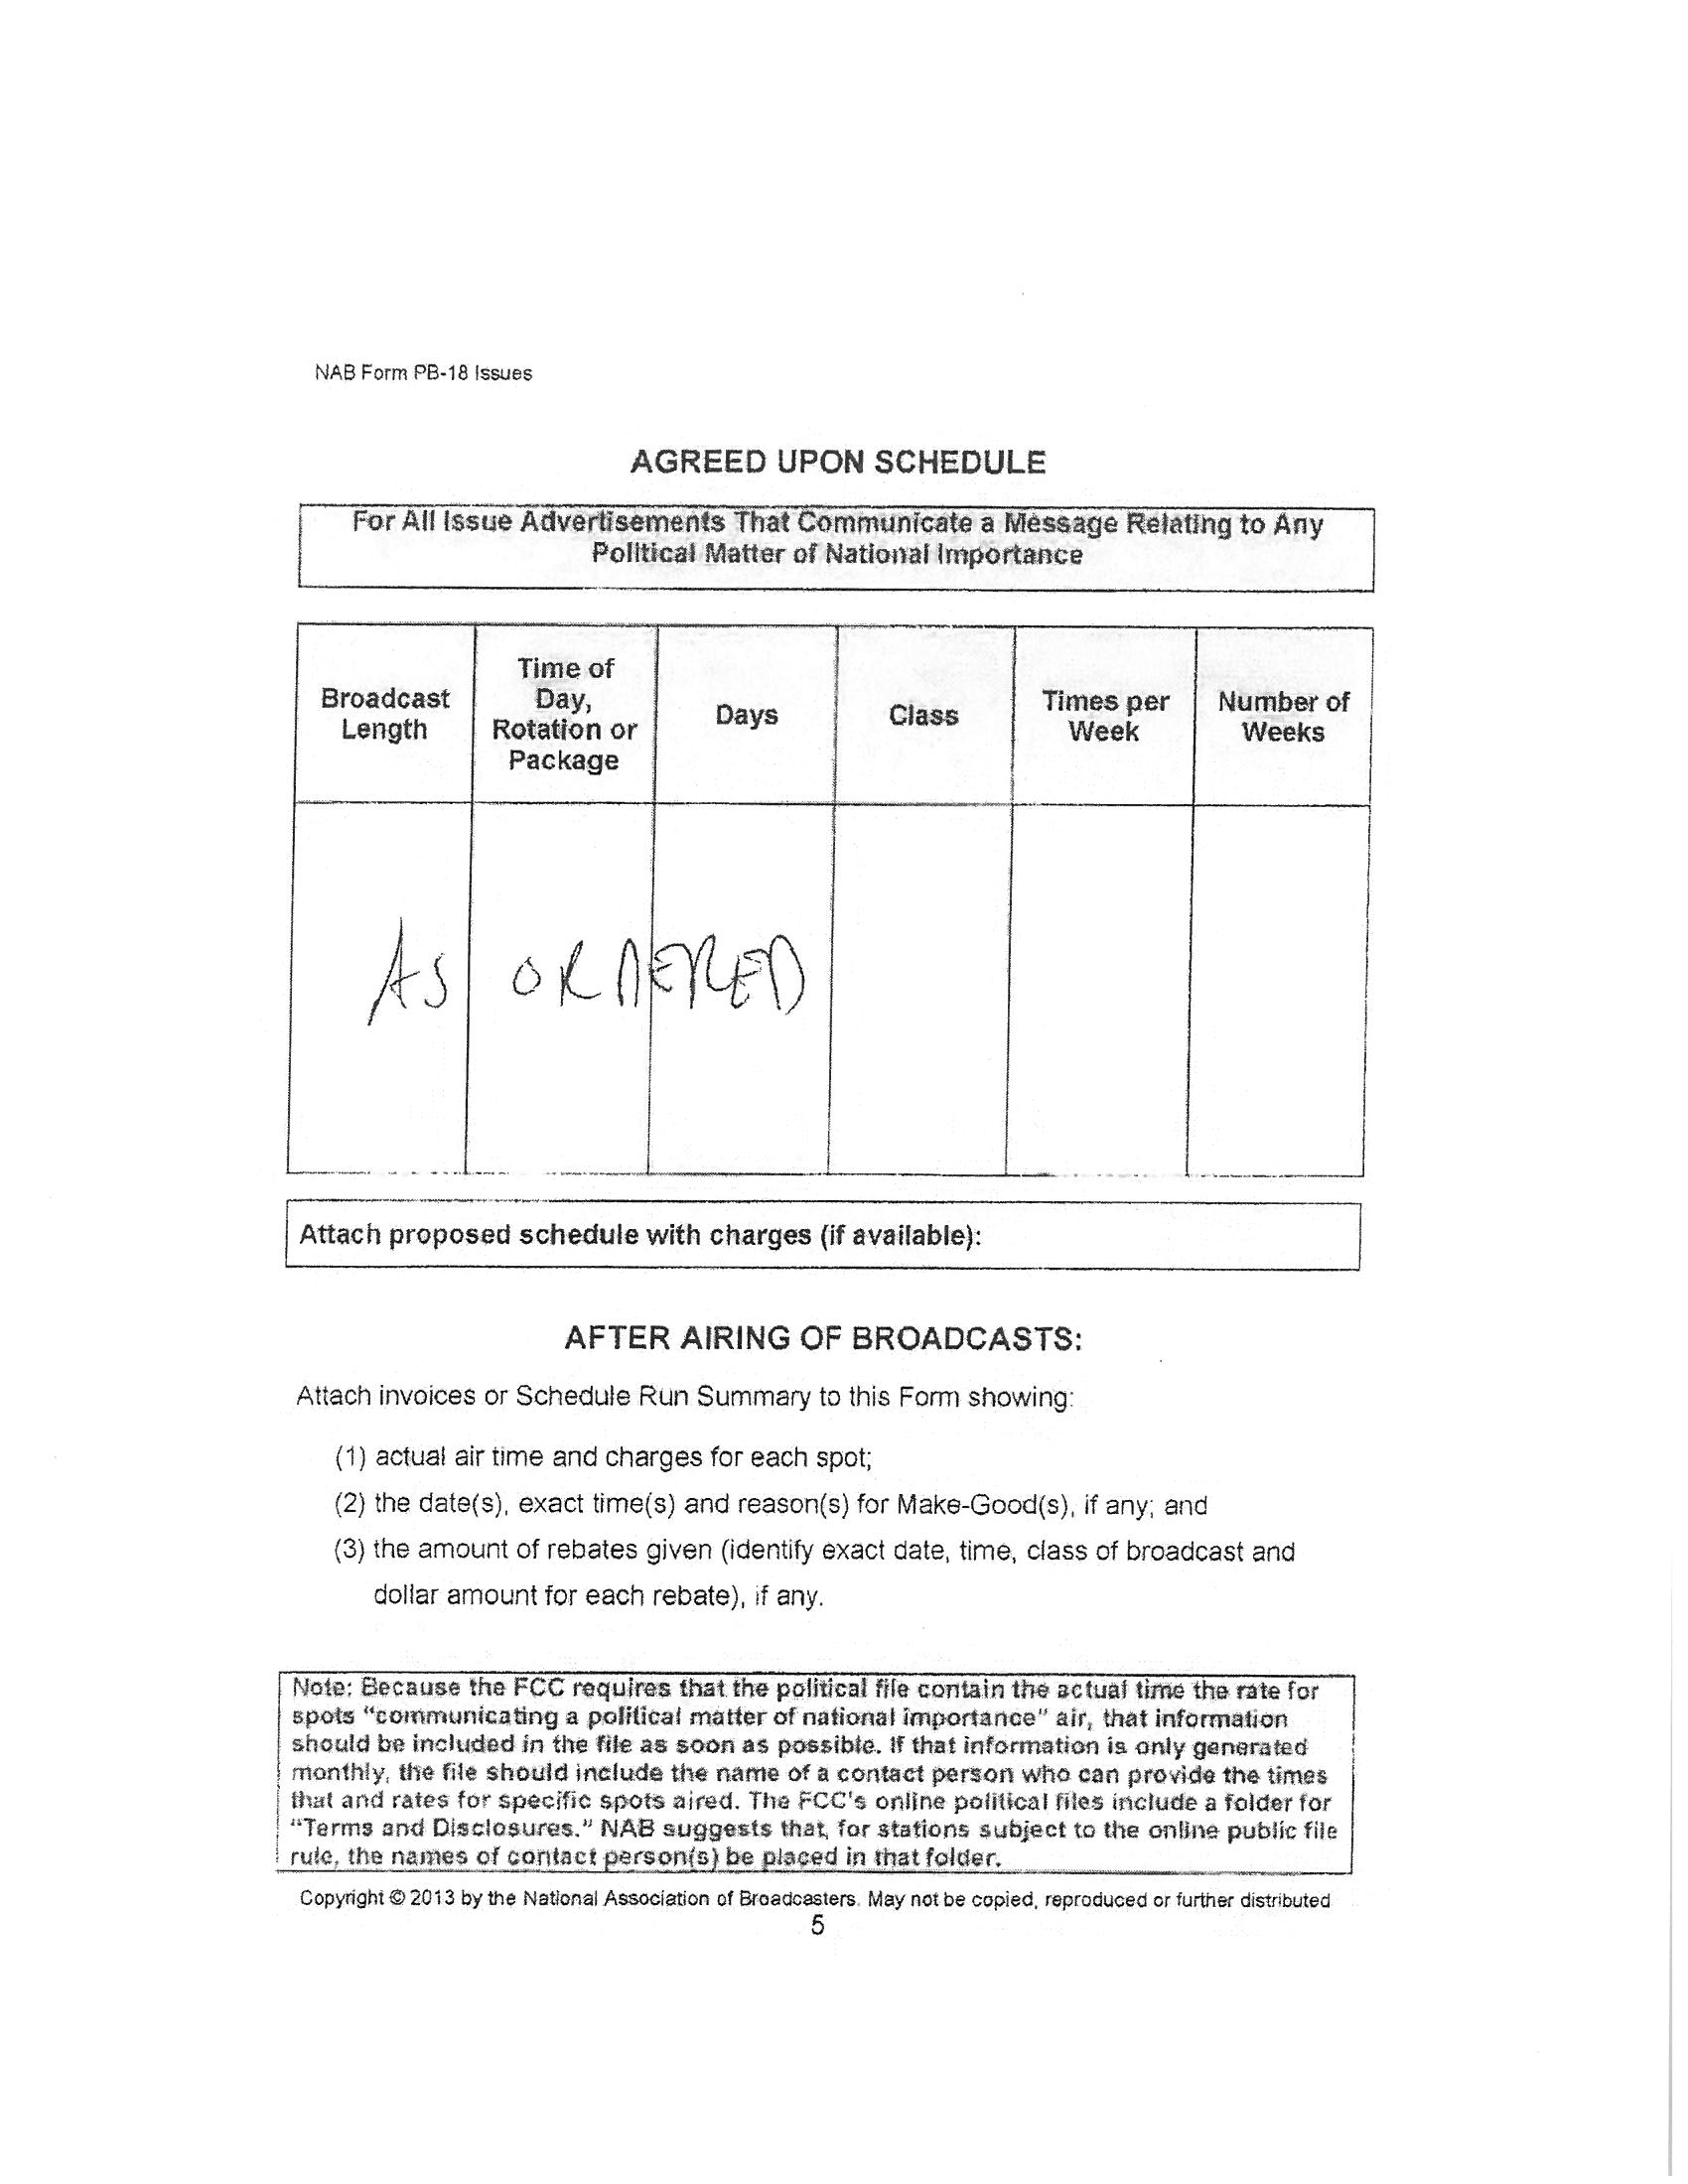 NAB Form PB-18 Issues
AGREED UPON SCHEDULE
For All Issue Advertisements That Communicate a Message Relating to Any
Political Matter of National Importance
Broadcast
Length
Time of
Day,
Rotation or
Package
Days
Class
Times per
Week
Number of
Weeks
AS ORDERED
Attach proposed schedule with charges (if available):
AFTER AIRING OF BROADCASTS:
Attach invoices or Schedule Run Summary to this Form showing:
(1) actual air time and charges for each spot;
(2) the date(s), exact time(s) and reason(s) for Make-Good(s), if any; and
(3) the amount of rebates given (identify exact date, time, class of broadcast and
dollar amount for each rebate), if any.
Note: Because the FCC requires that the political file contain the actual time the rate for
spots “communicating a political matter of national importance” air, that information
should be included in the file as soon as possible. If that information is only generated
monthly, the file should include the name of a contact person who can provide the times
that and rates for specific spots aired. The FCC's online political files include a folder for
“Terms and Disclosures.” NAB suggests that, for stations subject to the online public file
rule, the names of contact person(s) be placed in that folder.
Copyright © 2013 by the National Association of Broadcasters. May not be copied, reproduced or further distributed
5